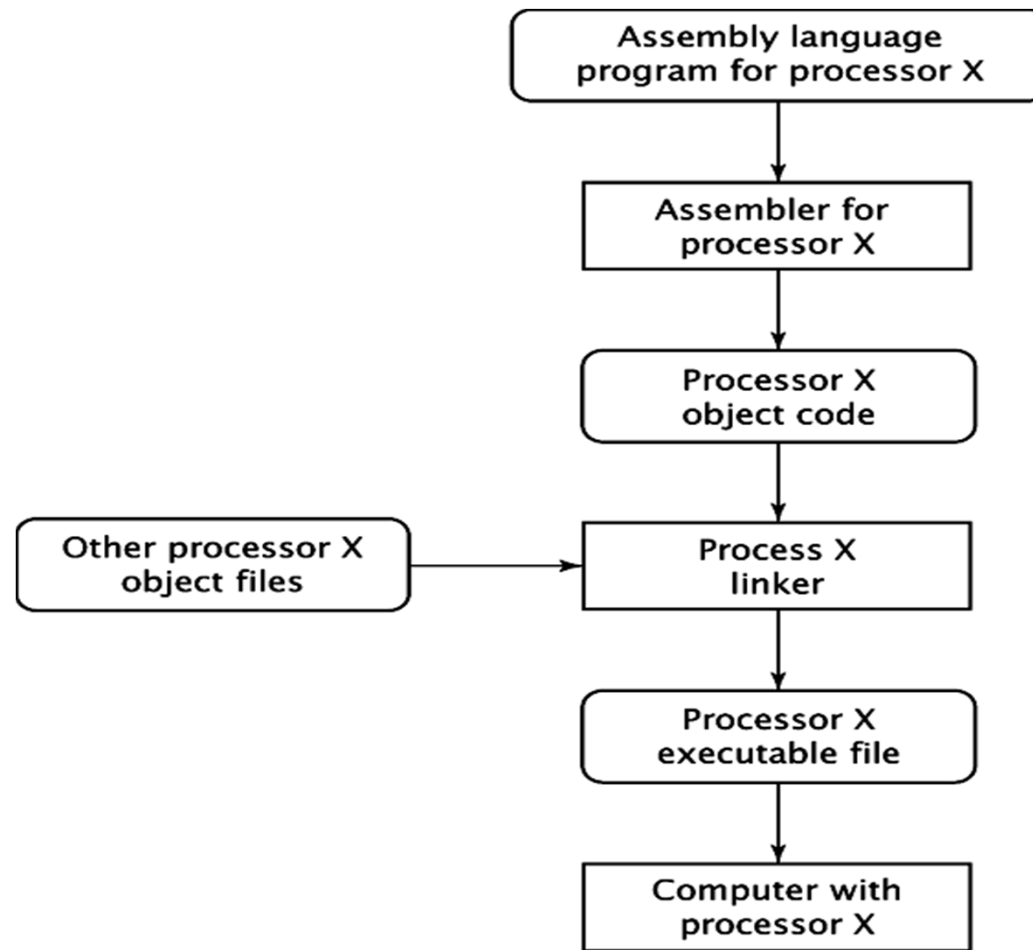 Assembly language
program for processor X
Assembler for
processor X
Processor X
object code
Other processor X
object files
Process X
linker
Processor X
executable file
Computer with
processor X